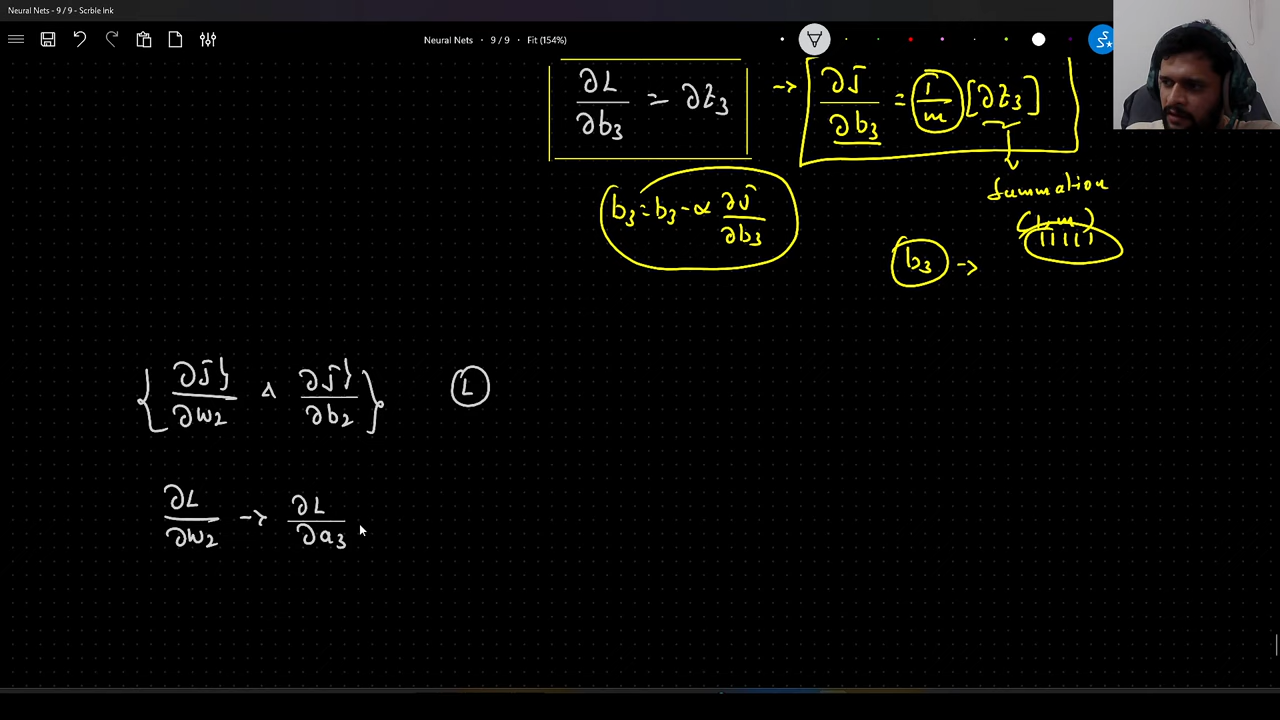 Neural Nets - 9 / 9 - Scrble Ink
Neural Nets • 9 / 9 • Fit (154%)
∂L/∂b₃ = ∂z₃ → ∂J/∂b₃ = 1/m [∂z₃]
Summation
(1, m)
b₃ = b₃ - α ∂J/∂b₃
b₃ →
{ ∂J}/∂w₂ ∧ ∂J}/∂b₂ } L
∂L/∂w₂ → ∂L/∂a₃